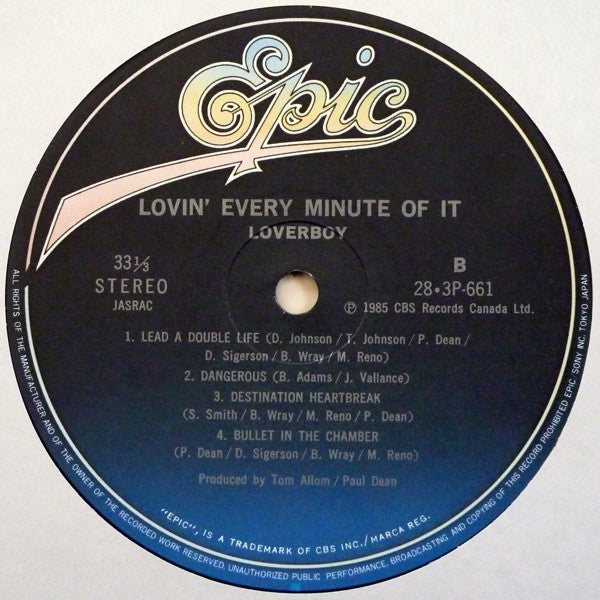 Epic
LOVIN' EVERY MINUTE OF IT
LOVERBOY
33 1/3
STEREO
JASRAC
B
28・3P-661
Ⓟ 1985 CBS Records Canada Ltd.
1. LEAD A DOUBLE LIFE (D. Johnson/T. Johnson/P. Dean/
D. Sigerson/B. Wray/M. Reno)
2. DANGEROUS (B. Adams/J. Vallance)
3. DESTINATION HEARTBREAK
(S. Smith/B. Wray/M. Reno/P. Dean)
4. BULLET IN THE CHAMBER
(P. Dean/D. Sigerson/B. Wray/M. Reno)
Produced by Tom Allom/Paul Dean
"EPIC", IS A TRADEMARK OF CBS INC./MARCA REG.
ALL RIGHTS OF THE MANUFACTURER AND OF THE OWNER OF THE RECORDED WORK RESERVED. UNAUTHORIZED PUBLIC PERFORMANCE, BROADCASTING AND COPYING OF THIS RECORD PROHIBITED EPIC SONY INC. TOKYO JAPAN